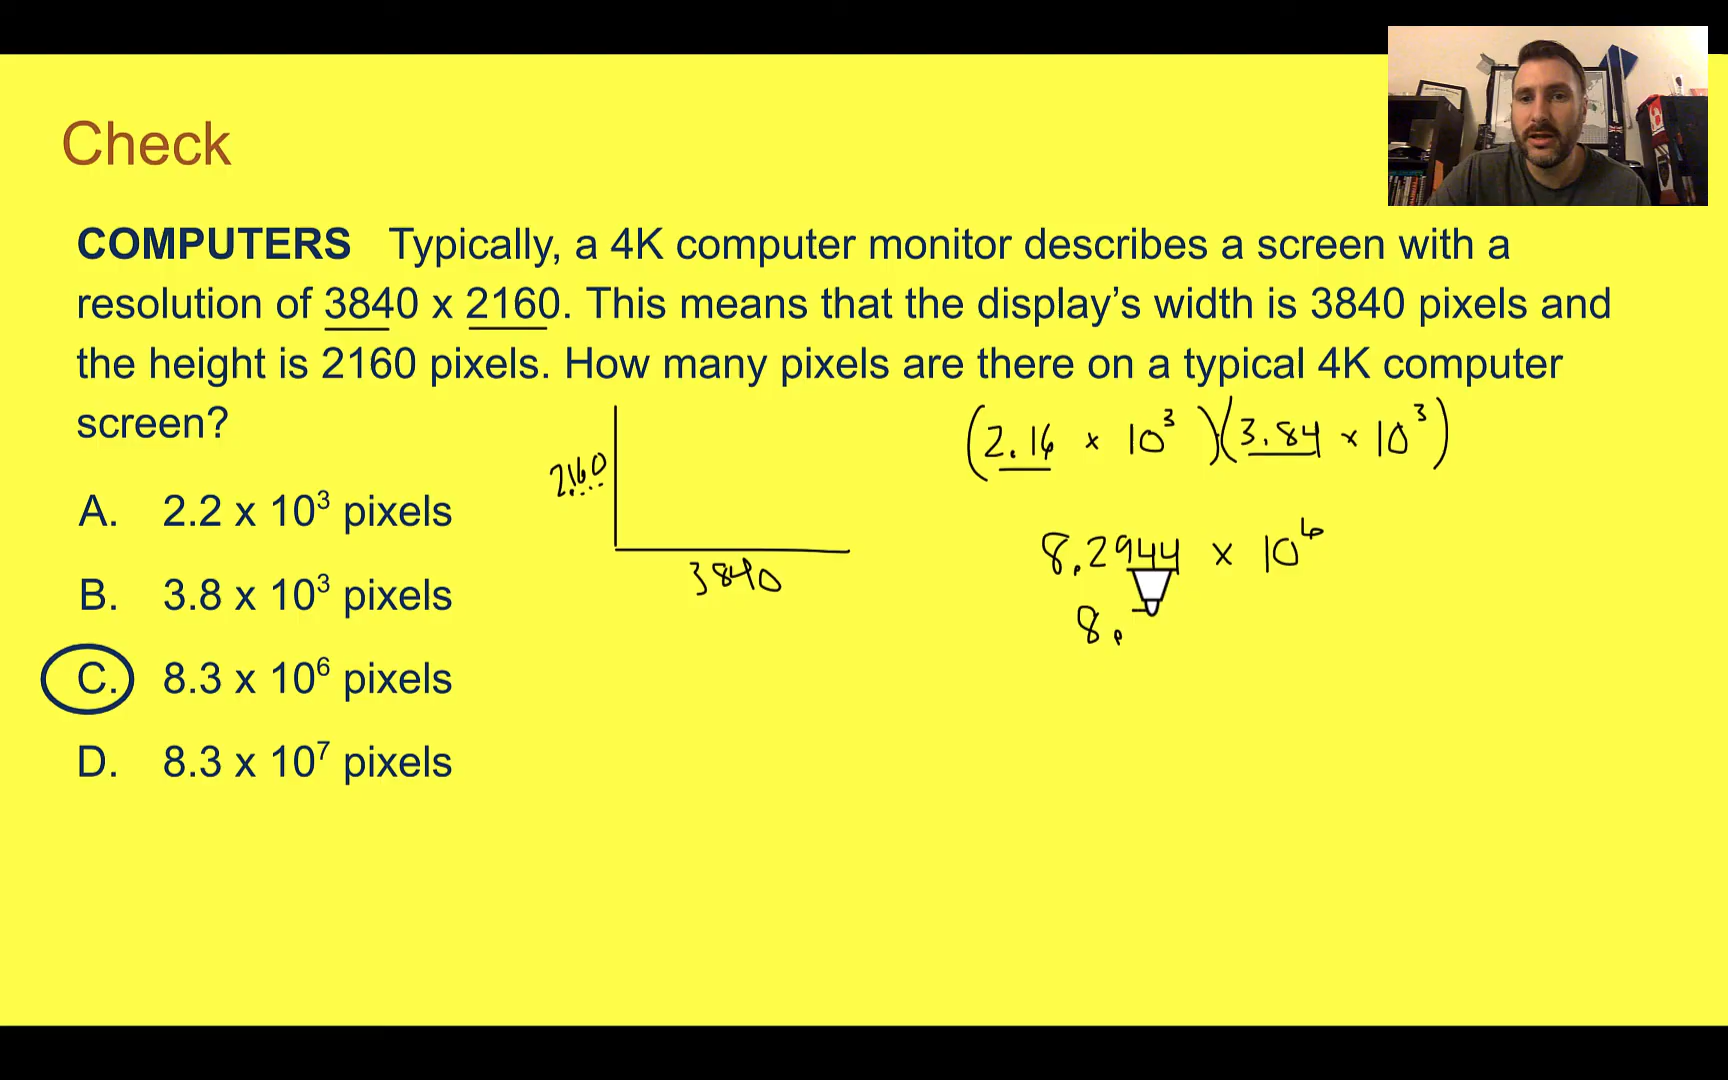 Check
COMPUTERS Typically, a 4K computer monitor describes a screen with a
resolution of 3840 x 2160. This means that the display’s width is 3840 pixels and
the height is 2160 pixels. How many pixels are there on a typical 4K computer
screen?
(2.16 × 10³)(3.84 × 10³)
2160
A. 2.2 x 10³ pixels
8.2944 × 10⁶
3840
B. 3.8 x 10³ pixels
8.
C. 8.3 x 10⁶ pixels
D. 8.3 x 10⁷ pixels